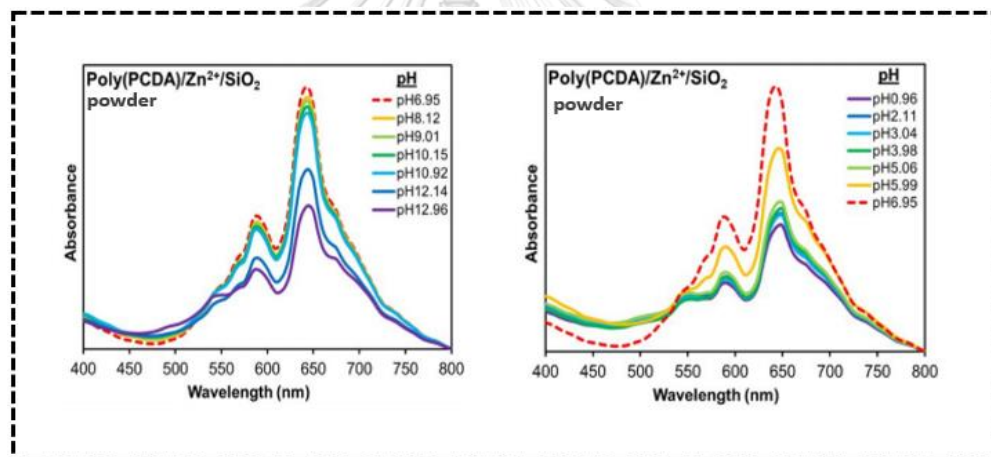 Poly(PCDA)/Zn²⁺/SiO₂
powder
pH
pH6.95
pH8.12
pH9.01
pH10.15
pH10.92
pH12.14
pH12.96
Absorbance
400 450 500 550 600 650 700 750 800
Wavelength (nm)
Poly(PCDA)/Zn²⁺/SiO₂
powder
pH
pH0.96
pH2.11
pH3.04
pH3.98
pH5.06
pH5.99
pH6.95
Absorbance
400 450 500 550 600 650 700 750 800
Wavelength (nm)